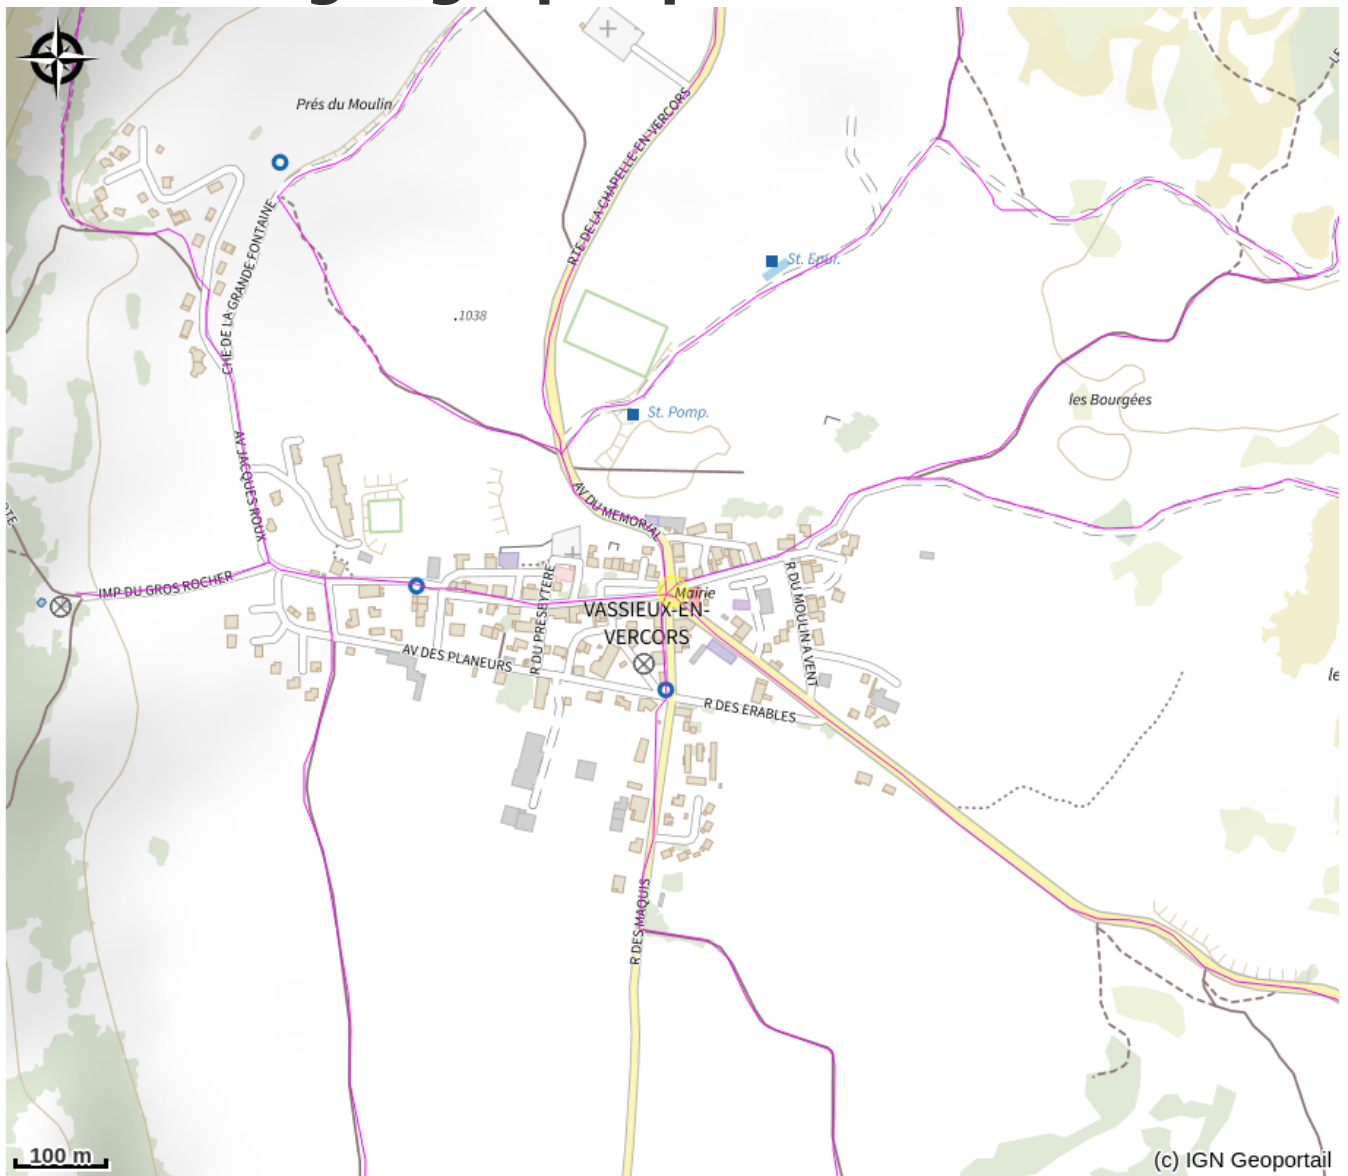 Prés du Moulin
RTE DE LA CHAPELLE-EN-VERCORS
CHE DE LA GRANDE FONTAINE
St. Epur.
.1038
les Bourgées
St. Pomp.
AV JACQUES ROUX
AV DU MEMORIAL
IMP DU GROS ROCHER
R DU PRESBYTERE
Mairie
VASSIEUX-EN-
VERCORS
R DU MOULIN A VENT
AV DES PLANEURS
R DES ERABLES
le
R DES MAQUIS
100 m
(c) IGN Geoportail